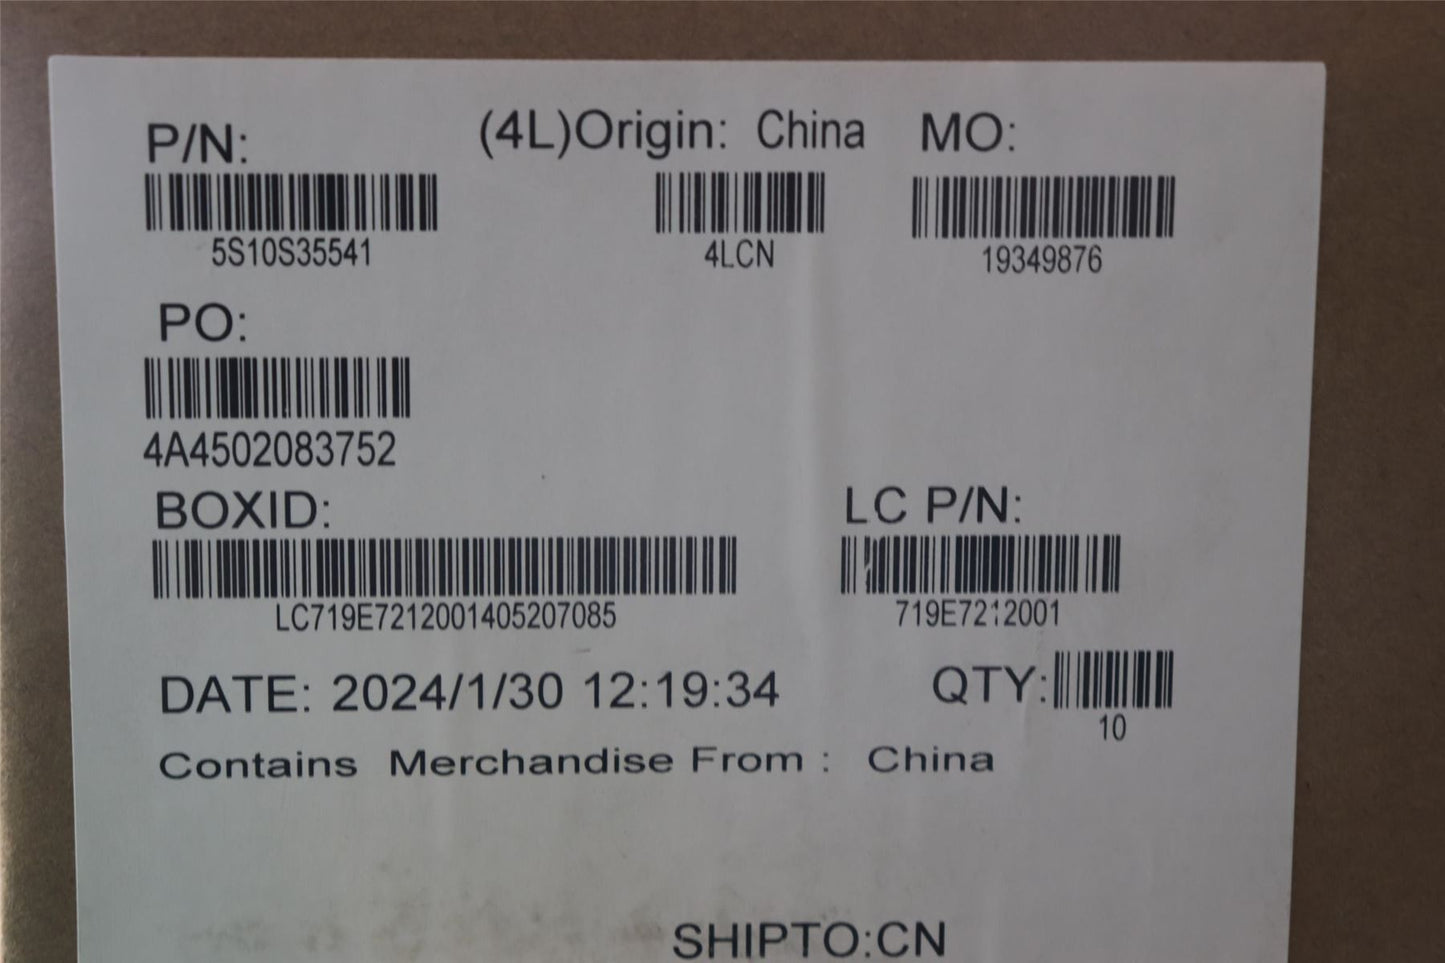 P/N: (4L)Origin: China MO:
5S10S35541 4LCN 19349876
PO:
4A4502083752
BOXID: LC P/N:
LC719E7212001405207085 719E7212001
DATE: 2024/1/30 12:19:34 QTY:
10
Contains Merchandise From : China
SHIPTO:CN